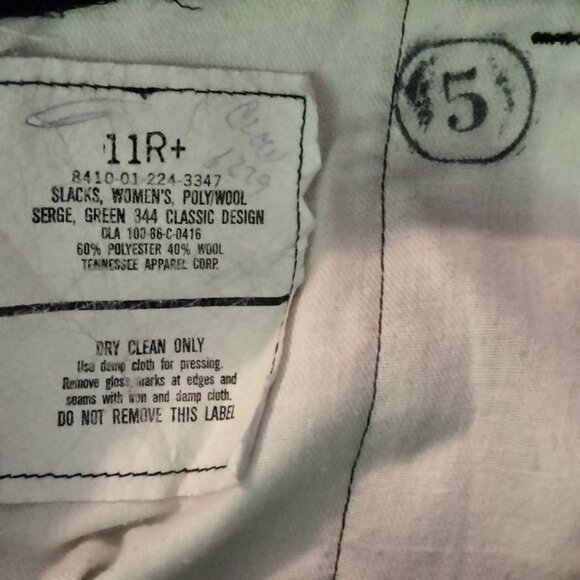 11R+
8410-01-224-3347
SLACKS, WOMEN'S, POLY/WOOL
SERGE, GREEN 344 CLASSIC DESIGN
DLA 100-86-C-0416
60% POLYESTER 40% WOOL
TENNESSEE APPAREL CORP.
DRY CLEAN ONLY
Use damp cloth for pressing.
Remove gloss marks at edges and
seams with iron and damp cloth.
DO NOT REMOVE THIS LABEL
5